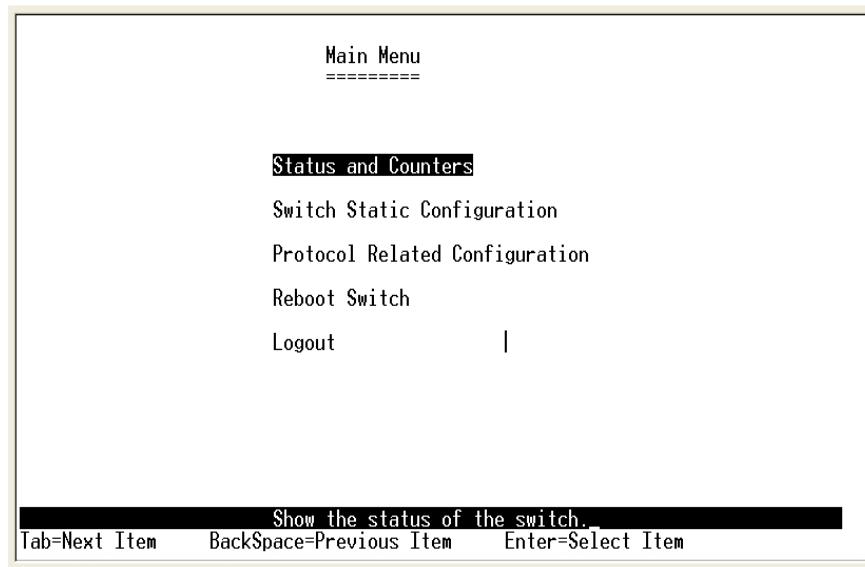 Main Menu
=========
Status and Counters
Switch Static Configuration
Protocol Related Configuration
Reboot Switch
Logout
Show the status of the switch._
Tab=Next Item BackSpace=Previous Item Enter=Select Item